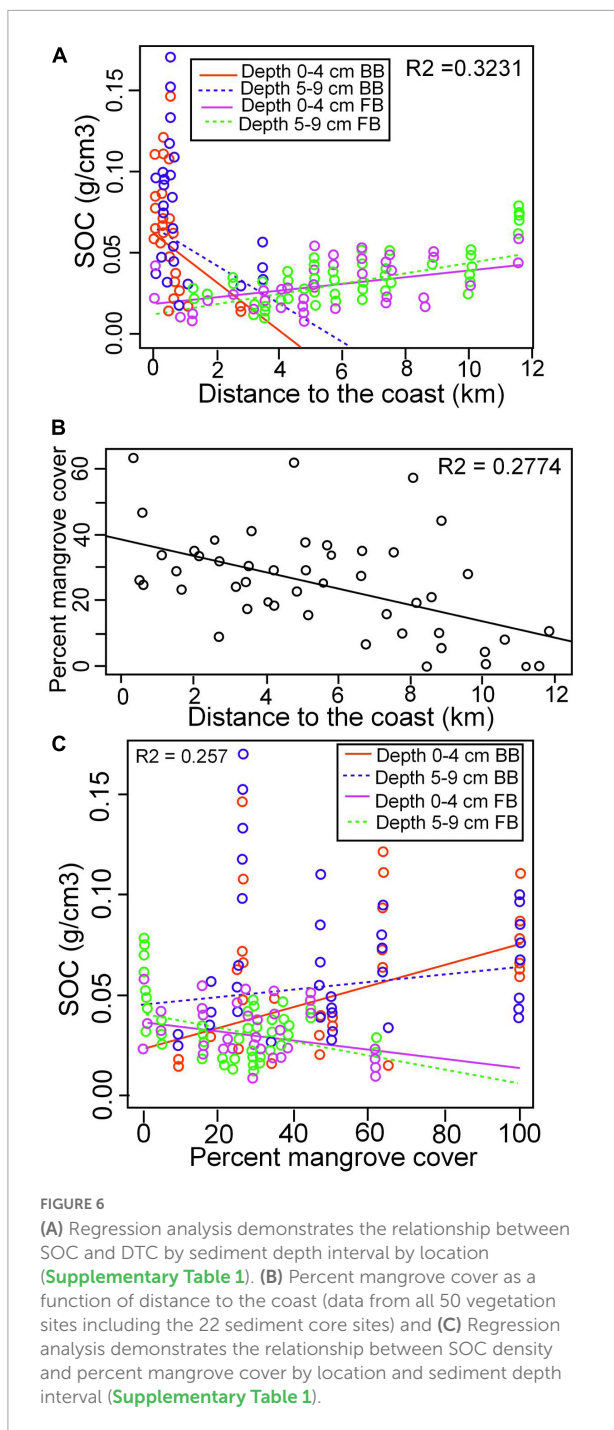 A
Depth 0-4 cm BB
Depth 5-9 cm BB
Depth 0-4 cm FB
Depth 5-9 cm FB
R2 =0.3231
SOC (g/cm3)
0.15
0.10
0.05
0.00
0 2 4 6 8 10 12
Distance to the coast (km)
B
R2 = 0.2774
Percent mangrove cover
60
40
20
0
0 2 4 6 8 10 12
Distance to the coast (km)
C
R2 = 0.257
Depth 0-4 cm BB
Depth 5-9 cm BB
Depth 0-4 cm FB
Depth 5-9 cm FB
SOC (g/cm3)
0.15
0.10
0.05
0.00
0 20 40 60 80 100
Percent mangrove cover
FIGURE 6
(A) Regression analysis demonstrates the relationship between
SOC and DTC by sediment depth interval by location
(Supplementary Table 1). (B) Percent mangrove cover as a
function of distance to the coast (data from all 50 vegetation
sites including the 22 sediment core sites) and (C) Regression
analysis demonstrates the relationship between SOC density
and percent mangrove cover by location and sediment depth
interval (Supplementary Table 1).